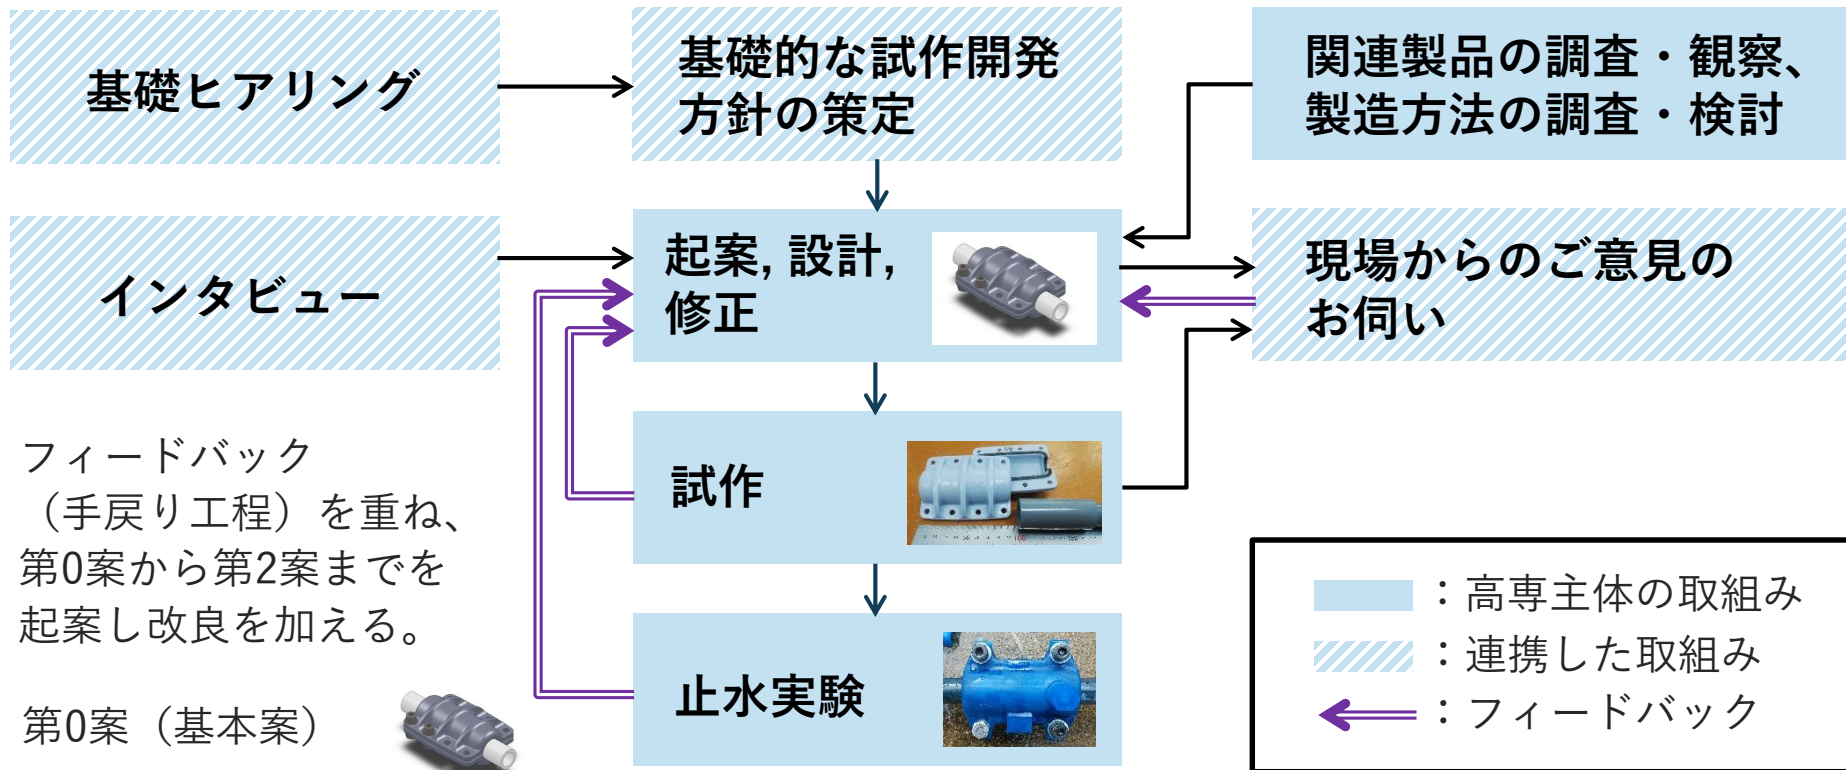 基礎ヒアリング
基礎的な試作開発
方針の策定
関連製品の調査・観察、
製造方法の調査・検討
インタビュー
起案, 設計,
修正
現場からのご意見の
お伺い
試作
止水実験
フィードバック
（手戻り工程）を重ね、
第0案から第2案までを
起案し改良を加える。
第0案（基本案）
：高専主体の取組み
：連携した取組み
：フィードバック